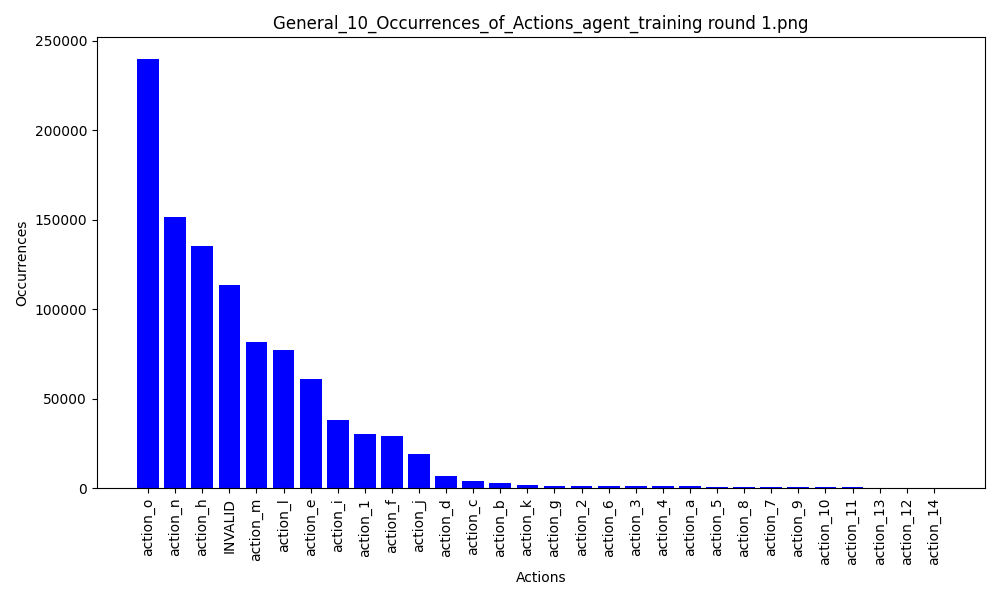 General_10_Occurrences_of_Actions_agent_training round 1.png
250000
200000
150000
100000
50000
0
Occurrences
action_o
action_n
action_h
INVALID
action_m
action_l
action_e
action_i
action_1
action_f
action_j
action_d
action_c
action_b
action_k
action_g
action_2
action_6
action_3
action_4
action_a
action_5
action_8
action_7
action_9
action_10
action_11
action_13
action_12
action_14
Actions